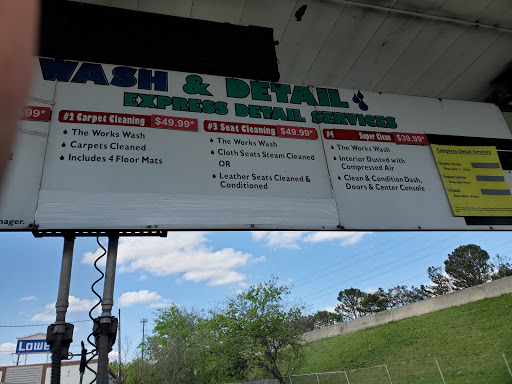 WASH & DETAIL
EXPRESS DETAIL SERVICES
99*
#2 Carpet Cleaning $49.99*
The Works Wash
Carpets Cleaned
Includes 4 Floor Mats
#3 Seat Cleaning $49.99*
The Works Wash
Cloth Seats Steam Cleaned
OR
Leather Seats Cleaned &
Conditioned
#4 Super Clean $39.99*
The Works Wash
Interior Dusted with
Compressed Air
Clean & Condition Dash,
Doors & Center Console
Complete Detail Services
nager.
LOWE